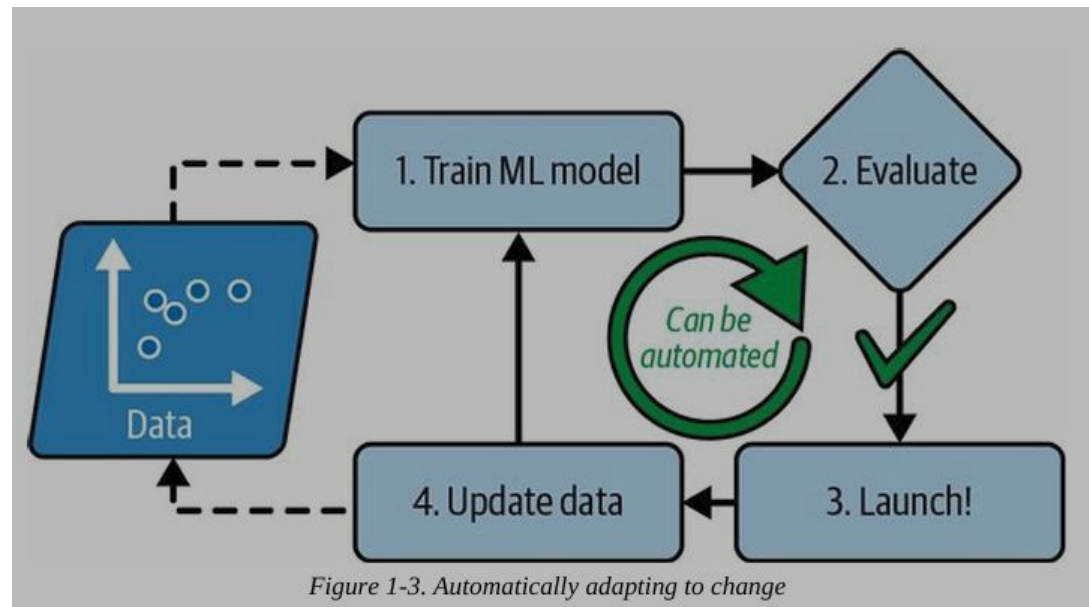 1. Train ML model
2. Evaluate
Can be
automated
Data
4. Update data
3. Launch!
Figure 1-3. Automatically adapting to change